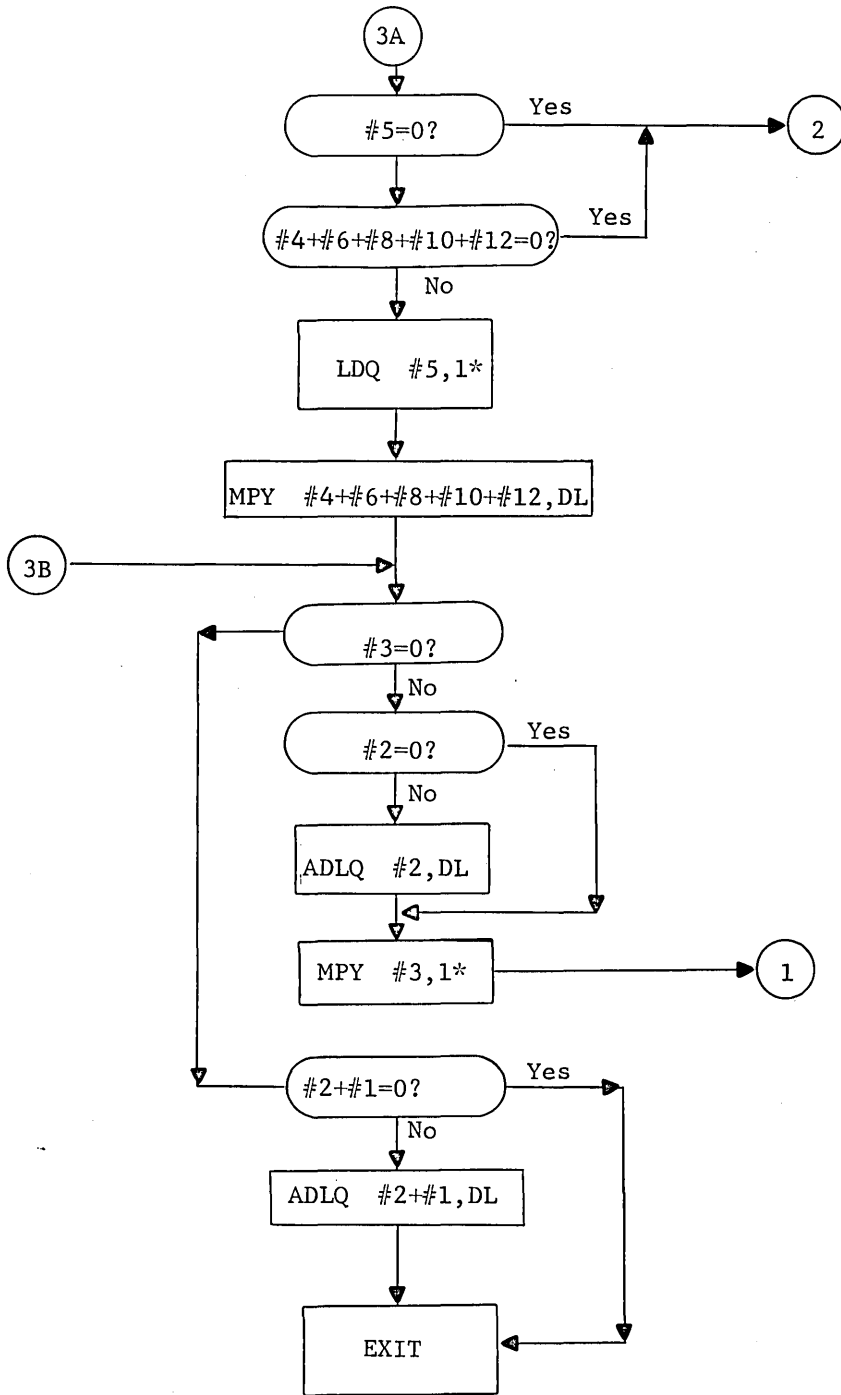 3A
#5=0?
Yes
2
#4+#6+#8+#10+#12=0?
Yes
No
LDQ #5,1*
MPY #4+#6+#8+#10+#12,DL
3B
#3=0?
No
#2=0?
Yes
No
ADLQ #2,DL
MPY #3,1*
1
#2+#1=0?
Yes
No
ADLQ #2+#1,DL
EXIT